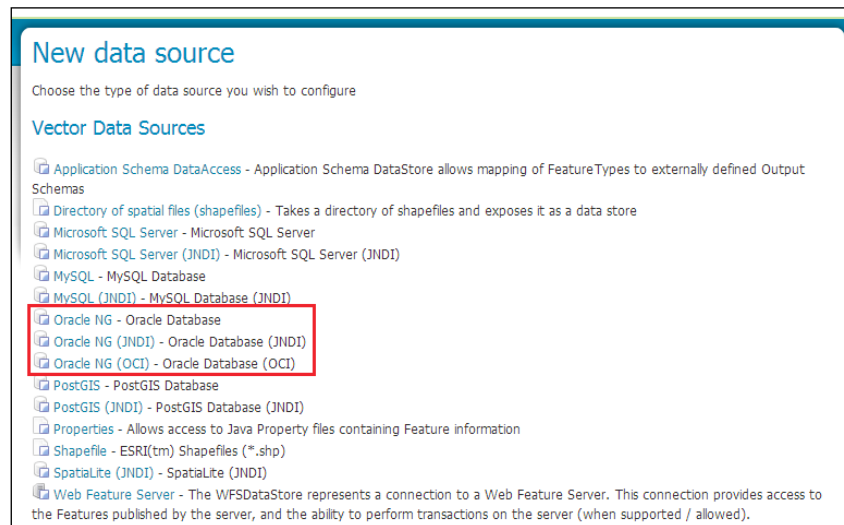 New data source
Choose the type of data source you wish to configure
Vector Data Sources
Application Schema DataAccess - Application Schema DataStore allows mapping of FeatureTypes to externally defined Output
Schemas
Directory of spatial files (shapefiles) - Takes a directory of shapefiles and exposes it as a data store
Microsoft SQL Server - Microsoft SQL Server
Microsoft SQL Server (JNDI) - Microsoft SQL Server (JNDI)
MySQL - MySQL Database
MySQL (JNDI) - MySQL Database (JNDI)
Oracle NG - Oracle Database
Oracle NG (JNDI) - Oracle Database (JNDI)
Oracle NG (OCI) - Oracle Database (OCI)
PostGIS - PostGIS Database
PostGIS (JNDI) - PostGIS Database (JNDI)
Properties - Allows access to Java Property files containing Feature information
Shapefile - ESRI(tm) Shapefiles (*.shp)
SpatiaLite (JNDI) - SpatiaLite (JNDI)
Web Feature Server - The WFSDataStore represents a connection to a Web Feature Server. This connection provides access to
the Features published by the server, and the ability to perform transactions on the server (when supported / allowed).